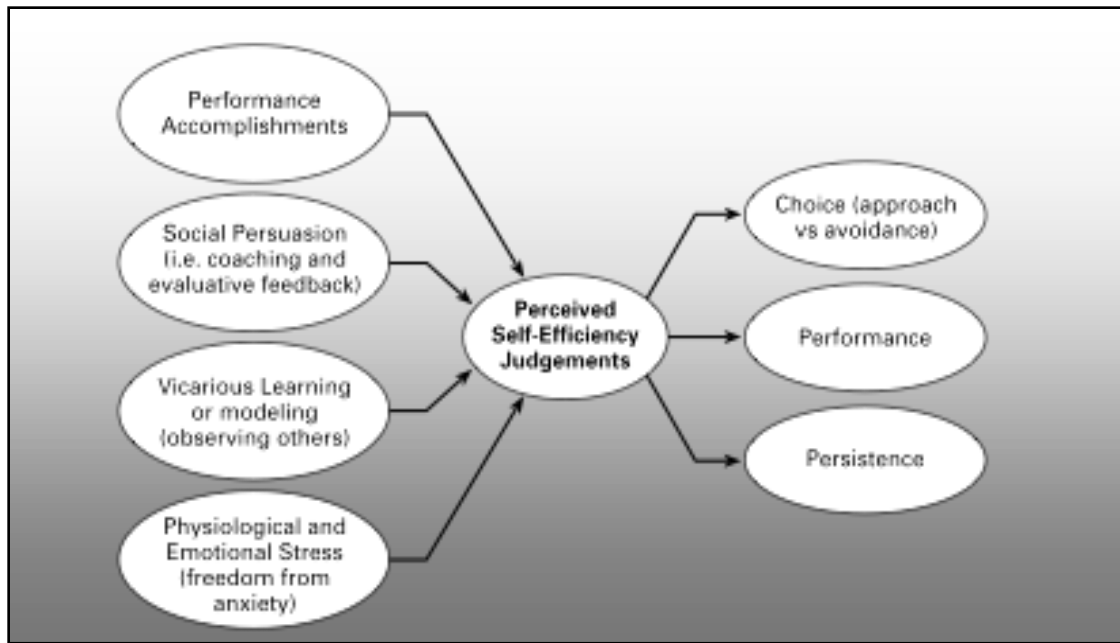 Performance
Accomplishments
Social Persuasion
(i.e. coaching and
evaluative feedback)
Vicarious Learning
or modeling
(observing others)
Physiological and
Emotional Stress
(freedom from
anxiety)
Perceived
Self-Efficiency
Judgements
Choice (approach
vs avoidance)
Performance
Persistence